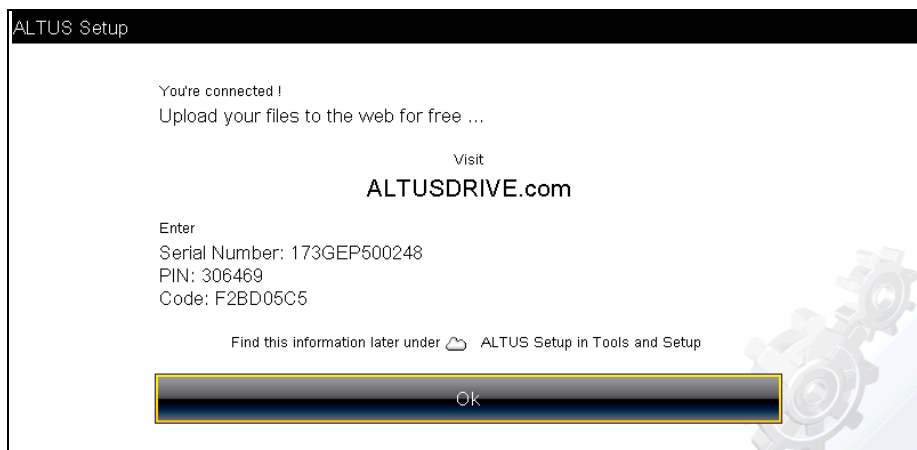 ALTUS Setup
You're connected !
Upload your files to the web for free ...
Visit
ALTUSDRIVE.com
Enter
Serial Number: 173GEP500248
PIN: 306469
Code: F2BD05C5
Find this information later under ALTUS Setup in Tools and Setup
Ok